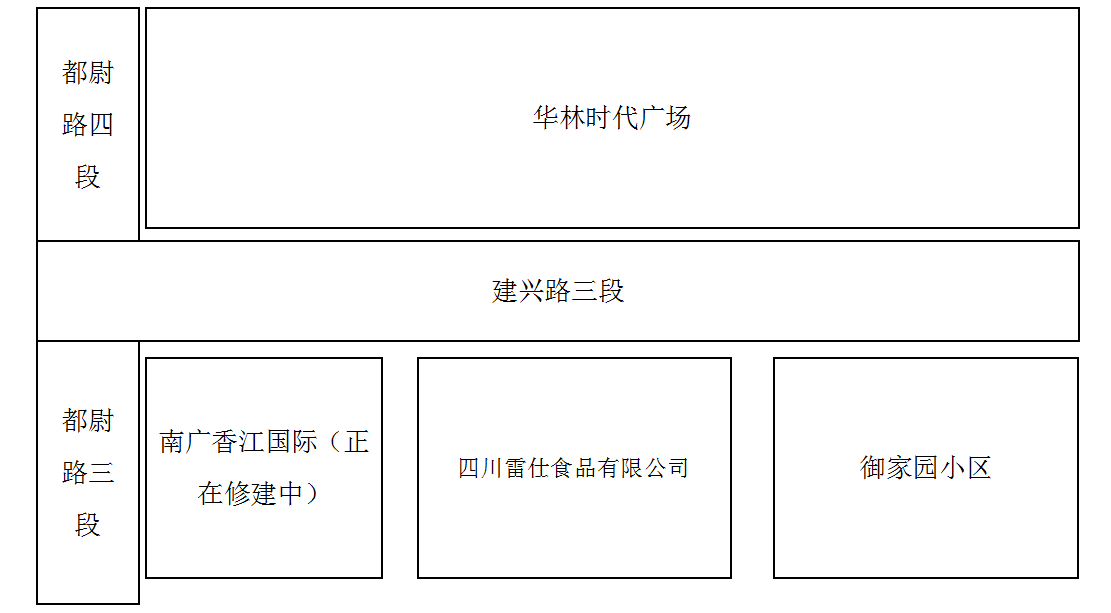 都尉
路四
段
华林时代广场
建兴路三段
都尉
路三
段
南广香江国际（正
在修建中）
四川雷仕食品有限公司
御家园小区